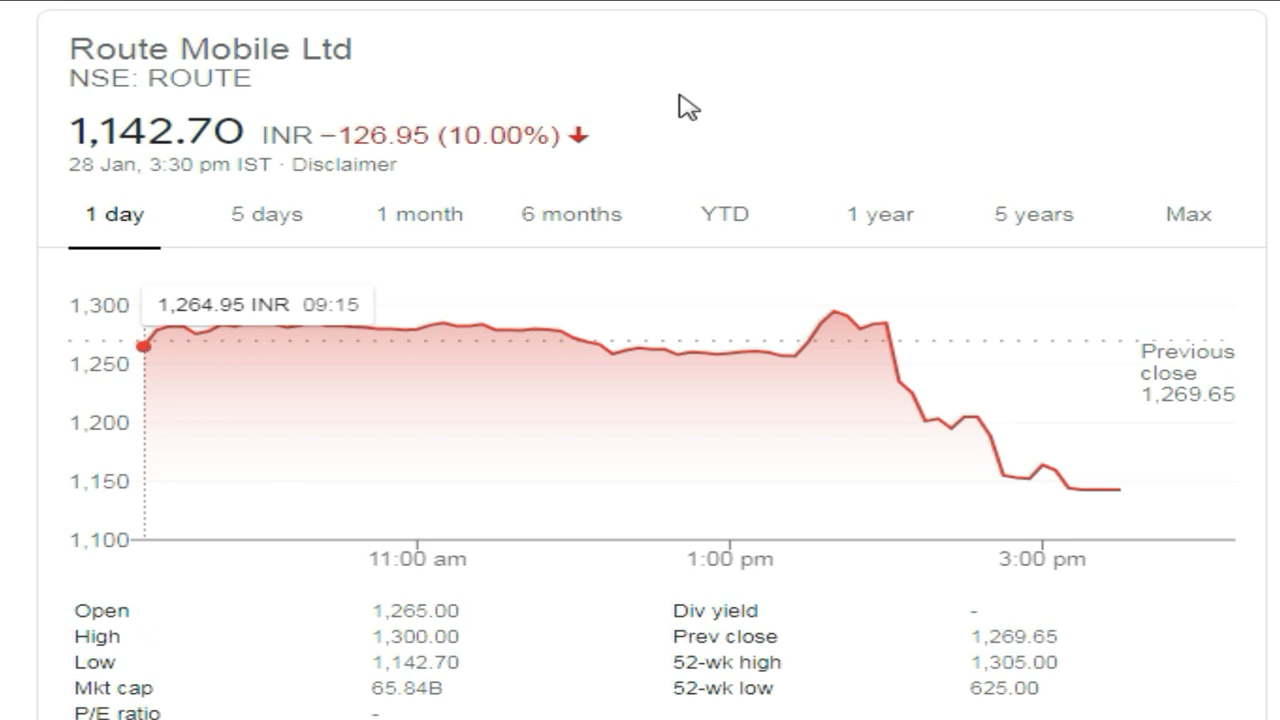 Route Mobile Ltd
NSE: ROUTE
1,142.70 INR −126.95 (10.00%)
28 Jan, 3:30 pm IST · Disclaimer
1 day 5 days 1 month 6 months YTD 1 year 5 years Max
1,300
1,264.95 INR 09:15
1,250
1,200
1,150
1,100
Previous
close
1,269.65
11:00 am 1:00 pm 3:00 pm
Open 1,265.00 Div yield -
High 1,300.00 Prev close 1,269.65
Low 1,142.70 52-wk high 1,305.00
Mkt cap 65.84B 52-wk low 625.00
P/E ratio -